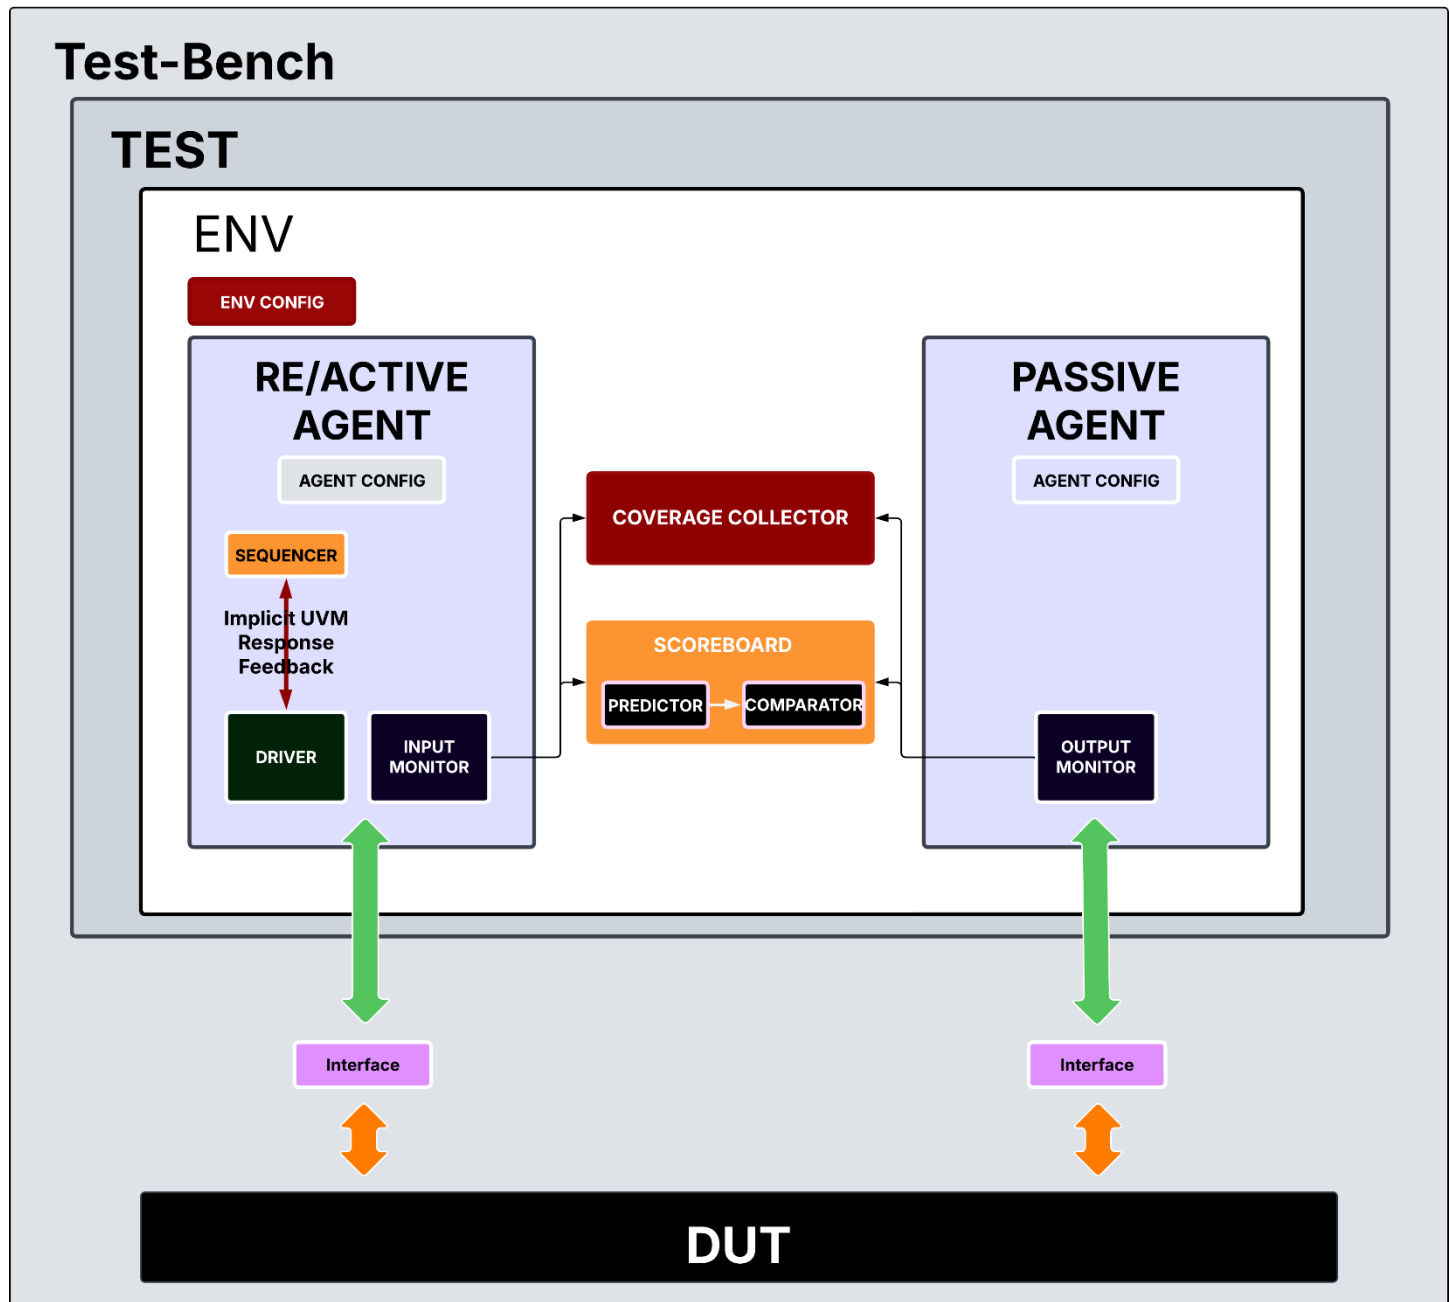 Test-Bench
TEST
ENV
ENV CONFIG
RE/ACTIVE
AGENT
AGENT CONFIG
SEQUENCER
Implicit UVM
Response
Feedback
DRIVER
INPUT
MONITOR
COVERAGE COLLECTOR
SCOREBOARD
PREDICTOR
COMPARATOR
PASSIVE
AGENT
AGENT CONFIG
OUTPUT
MONITOR
Interface
Interface
DUT